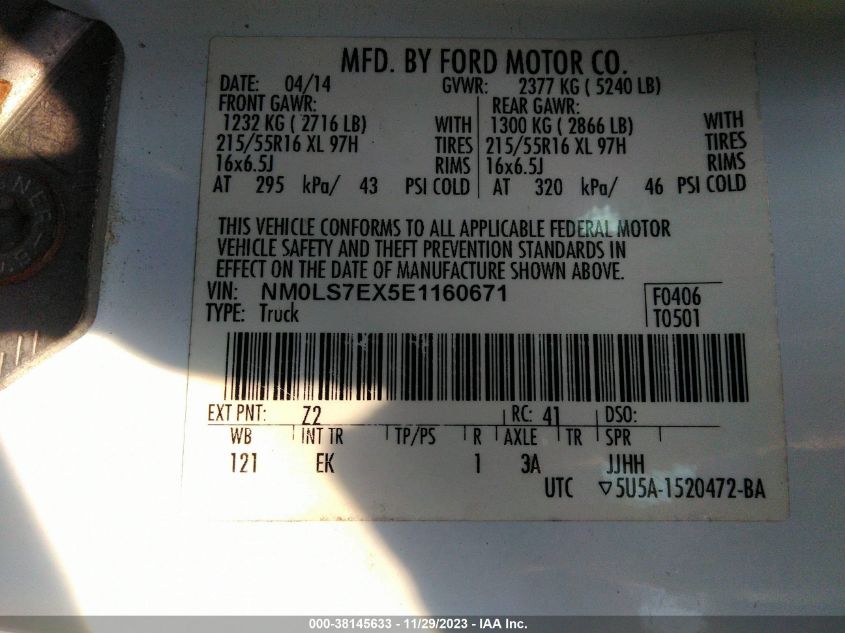 MFD. BY FORD MOTOR CO.
DATE: 04/14 GVWR: 2377 KG ( 5240 LB)
FRONT GAWR: REAR GAWR:
1232 KG ( 2716 LB) WITH 1300 KG ( 2866 LB) WITH
215/55R16 XL 97H TIRES 215/55R16 XL 97H TIRES
16x6.5J RIMS 16x6.5J RIMS
AT 295 kPa/ 43 PSI COLD AT 320 kPa/ 46 PSI COLD
THIS VEHICLE CONFORMS TO ALL APPLICABLE FEDERAL MOTOR
VEHICLE SAFETY AND THEFT PREVENTION STANDARDS IN
EFFECT ON THE DATE OF MANUFACTURE SHOWN ABOVE.
VIN: NM0LS7EX5E1160671 F0406
TYPE: Truck T0501
EXT PNT: Z2 RC: 41 DSO:
WB INT TR TP/PS R AXLE TR SPR
121 EK 1 3A JJHH
UTC ▽5U5A-1520472-BA
000-38145633 - 11/29/2023 - IAA Inc.